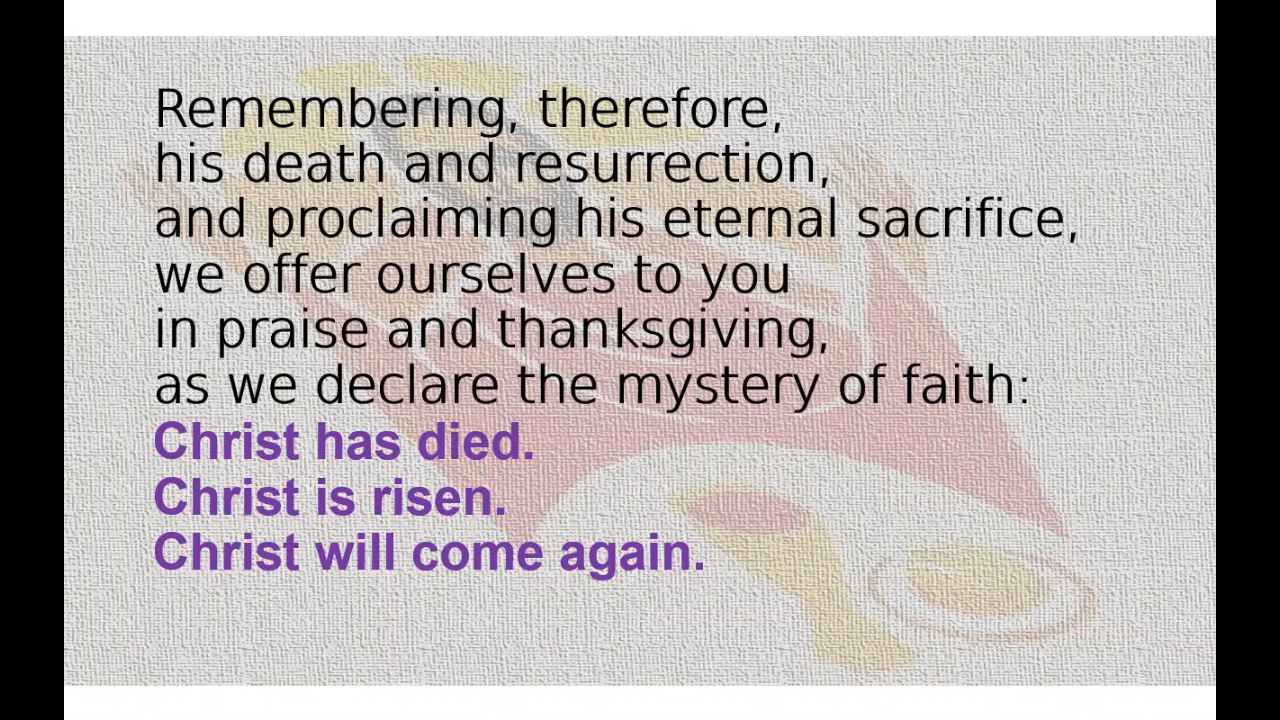 Remembering, therefore,
his death and resurrection,
and proclaiming his eternal sacrifice,
we offer ourselves to you
in praise and thanksgiving,
as we declare the mystery of faith:
Christ has died.
Christ is risen.
Christ will come again.